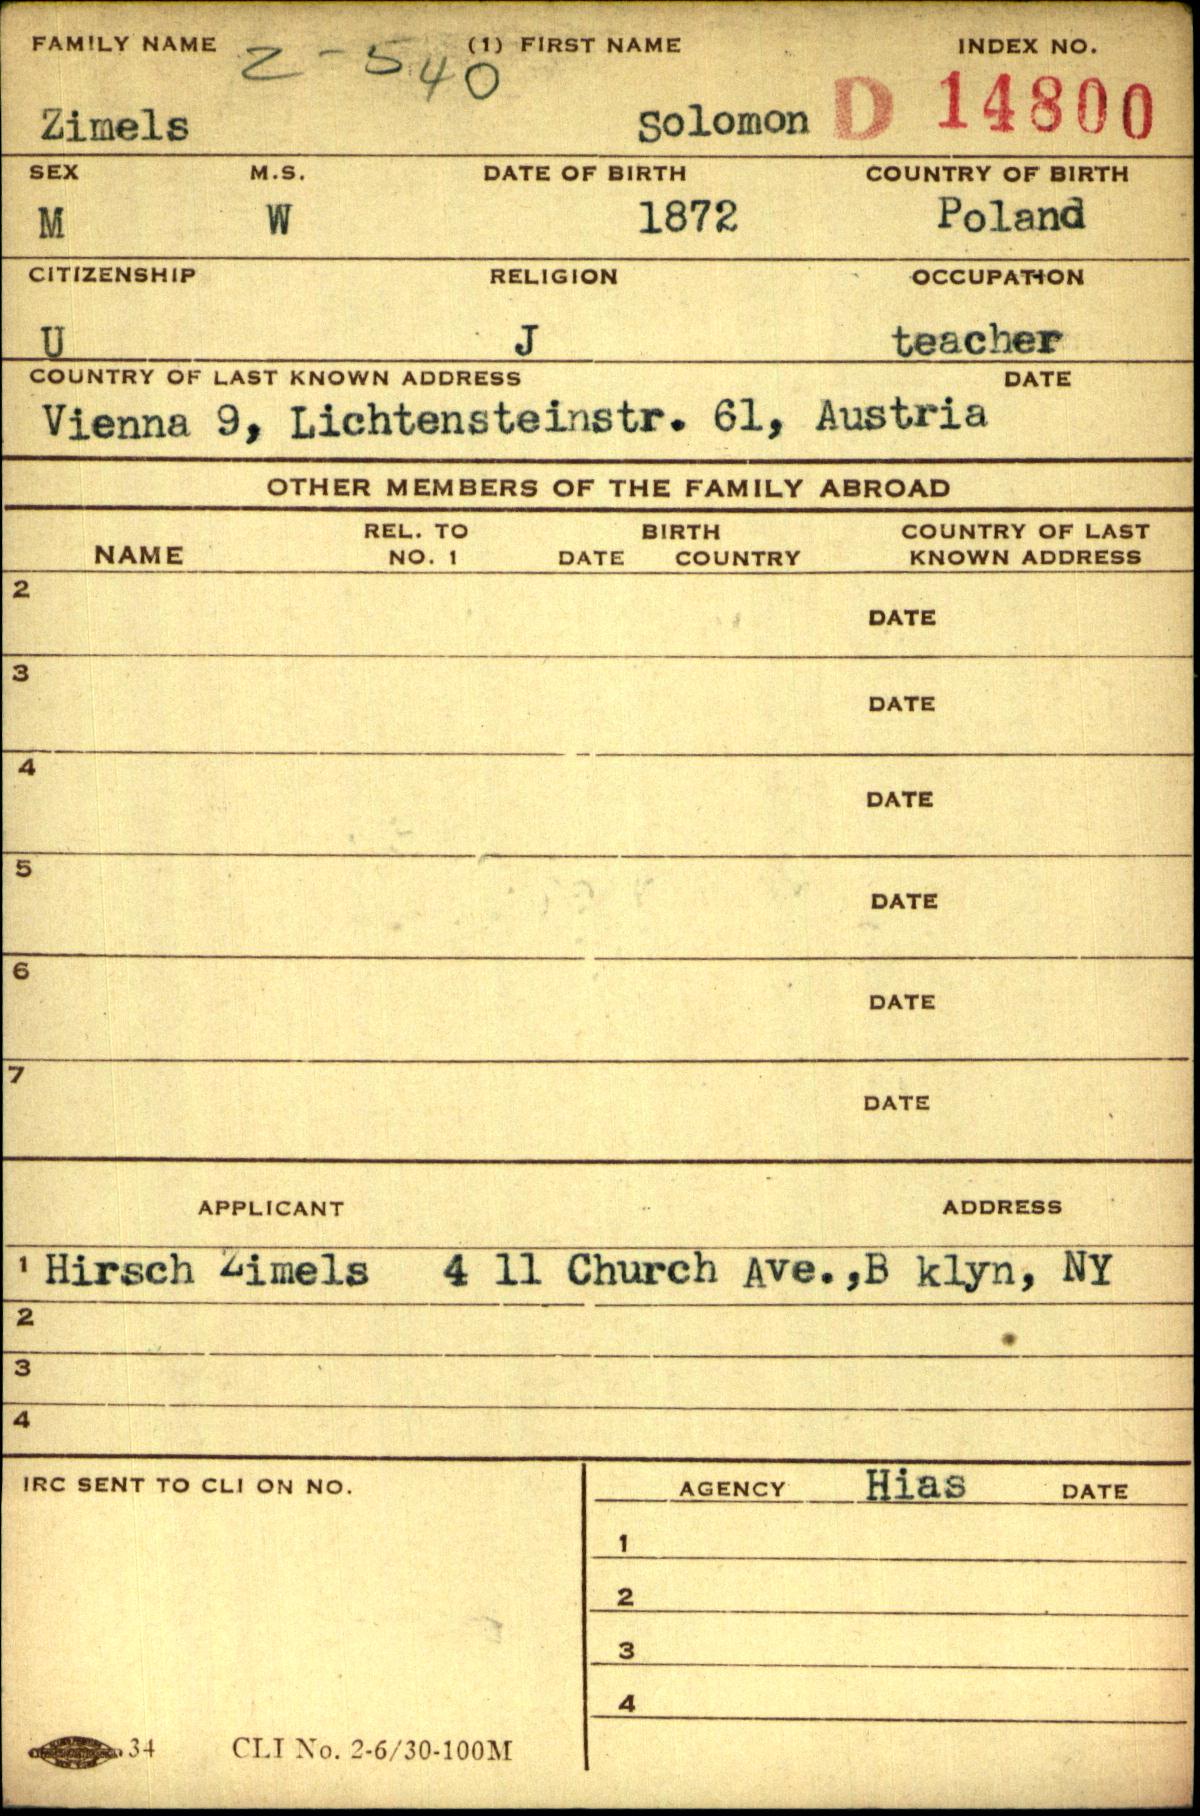 FAMILY NAME (1) FIRST NAME INDEX NO.
Z-540
Zimels Solomon D 14800
SEX M.S. DATE OF BIRTH COUNTRY OF BIRTH
M W 1872 Poland
CITIZENSHIP RELIGION OCCUPATION
U J teacher
COUNTRY OF LAST KNOWN ADDRESS DATE
Vienna 9, Lichtensteinstr. 61, Austria
OTHER MEMBERS OF THE FAMILY ABROAD
NAME REL. TO NO. 1 BIRTH DATE COUNTRY COUNTRY OF LAST KNOWN ADDRESS
2 DATE
3 DATE
4 DATE
5 DATE
6 DATE
7 DATE
APPLICANT ADDRESS
1 Hirsch Zimels 4 11 Church Ave.,B klyn, NY
2
3
4
IRC SENT TO CLI ON NO. AGENCY Hias DATE
1
2
3
4
34 CLI No. 2-6/30-100M